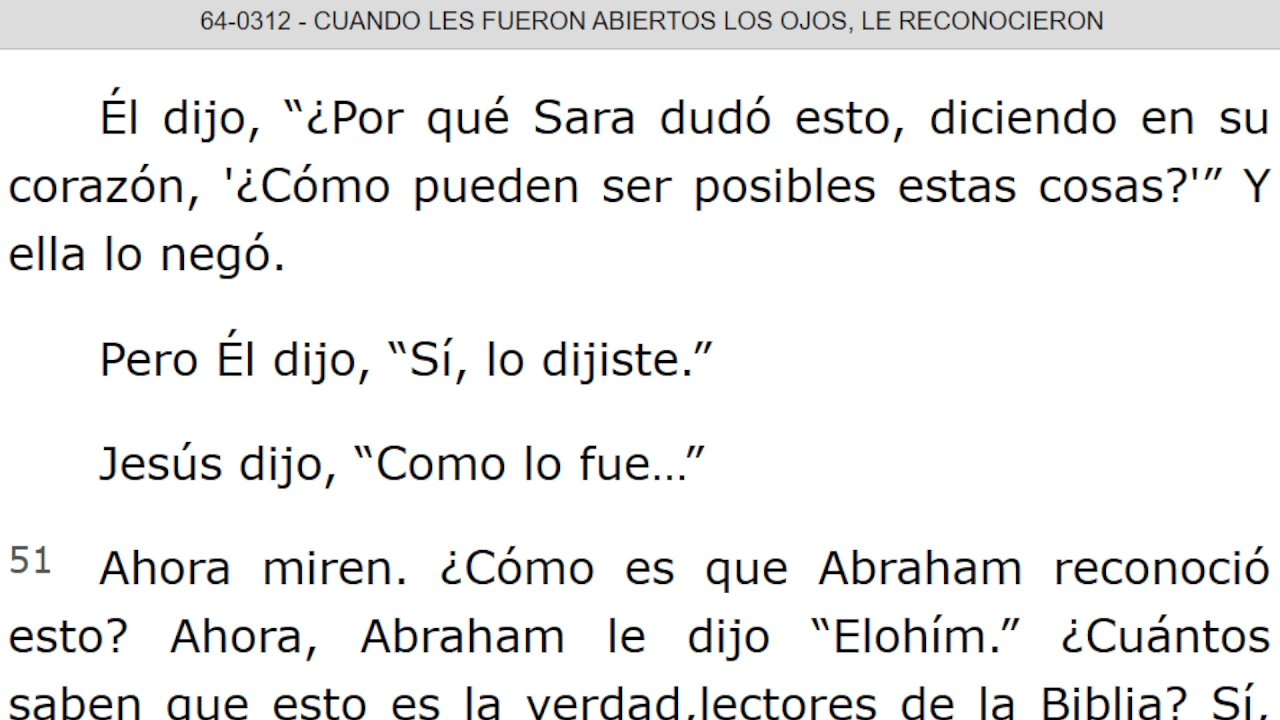 64-0312 - CUANDO LES FUERON ABIERTOS LOS OJOS, LE RECONOCIERON
Él dijo, “¿Por qué Sara dudó esto, diciendo en su
corazón, '¿Cómo pueden ser posibles estas cosas?'” Y
ella lo negó.
Pero Él dijo, “Sí, lo dijiste.”
Jesús dijo, “Como lo fue…”
51 Ahora miren. ¿Cómo es que Abraham reconoció
esto? Ahora, Abraham le dijo “Elohím.” ¿Cuántos
saben que esto es la verdad,lectores de la Biblia? Sí,